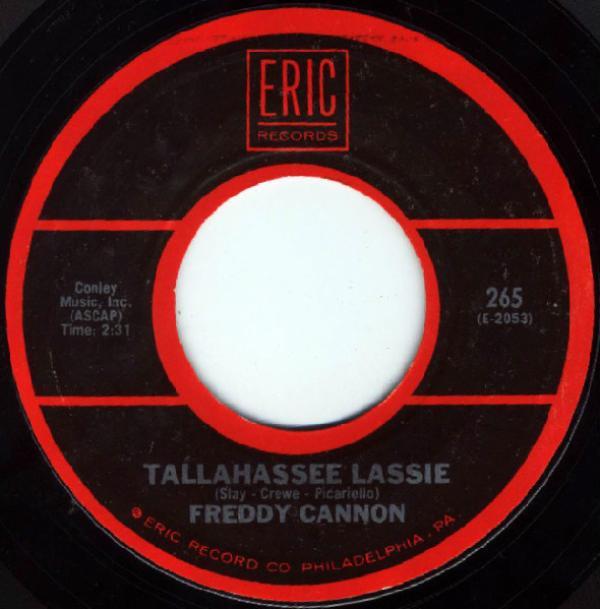 ERIC
RECORDS
Conley
Music, Inc.
(ASCAP)
Time: 2:31
265
(E-2053)
TALLAHASSEE LASSIE
(Slay - Crewe - Picariello)
FREDDY CANNON
ERIC RECORD CO PHILADELPHIA, PA.